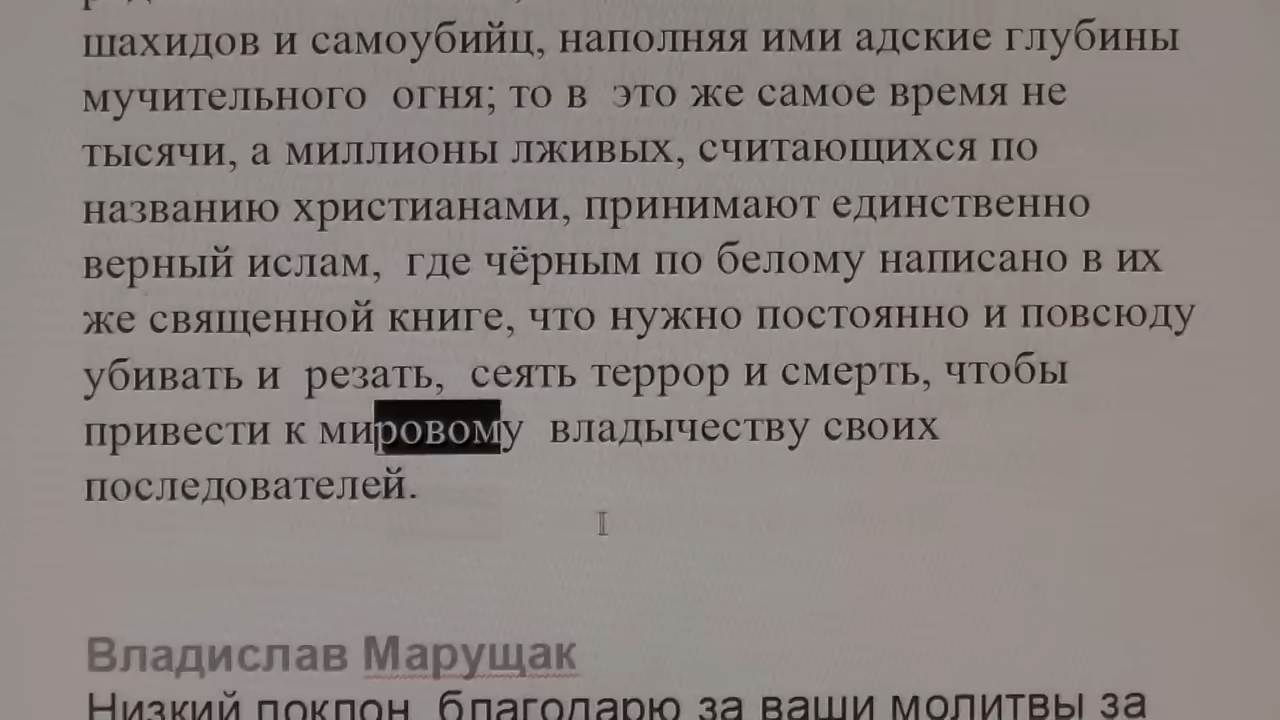 шахидов и самоубийц, наполняя ими адские глубины
мучительного огня; то в это же самое время не
тысячи, а миллионы лживых, считающихся по
названию христианами, принимают единственно
верный ислам, где чёрным по белому написано в их
же священной книге, что нужно постоянно и повсюду
убивать и резать, сеять террор и смерть, чтобы
привести к мировому владычеству своих
последователей.
Владислав Марущак
Низкий поклон благодарю за ваши молитвы за